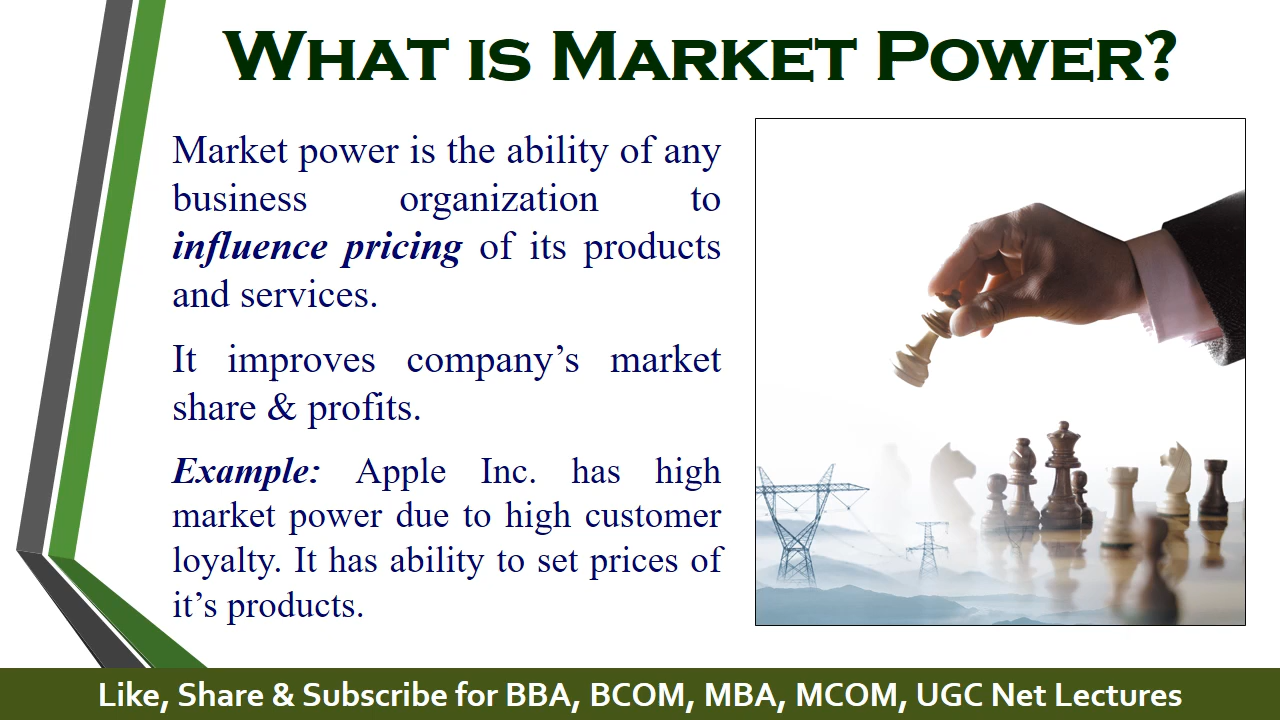 WHAT IS MARKET POWER?
Market power is the ability of any
business organization to
influence pricing of its products
and services.
It improves company’s market
share & profits.
Example: Apple Inc. has high
market power due to high customer
loyalty. It has ability to set prices of
it’s products.
Like, Share & Subscribe for BBA, BCOM, MBA, MCOM, UGC Net Lectures